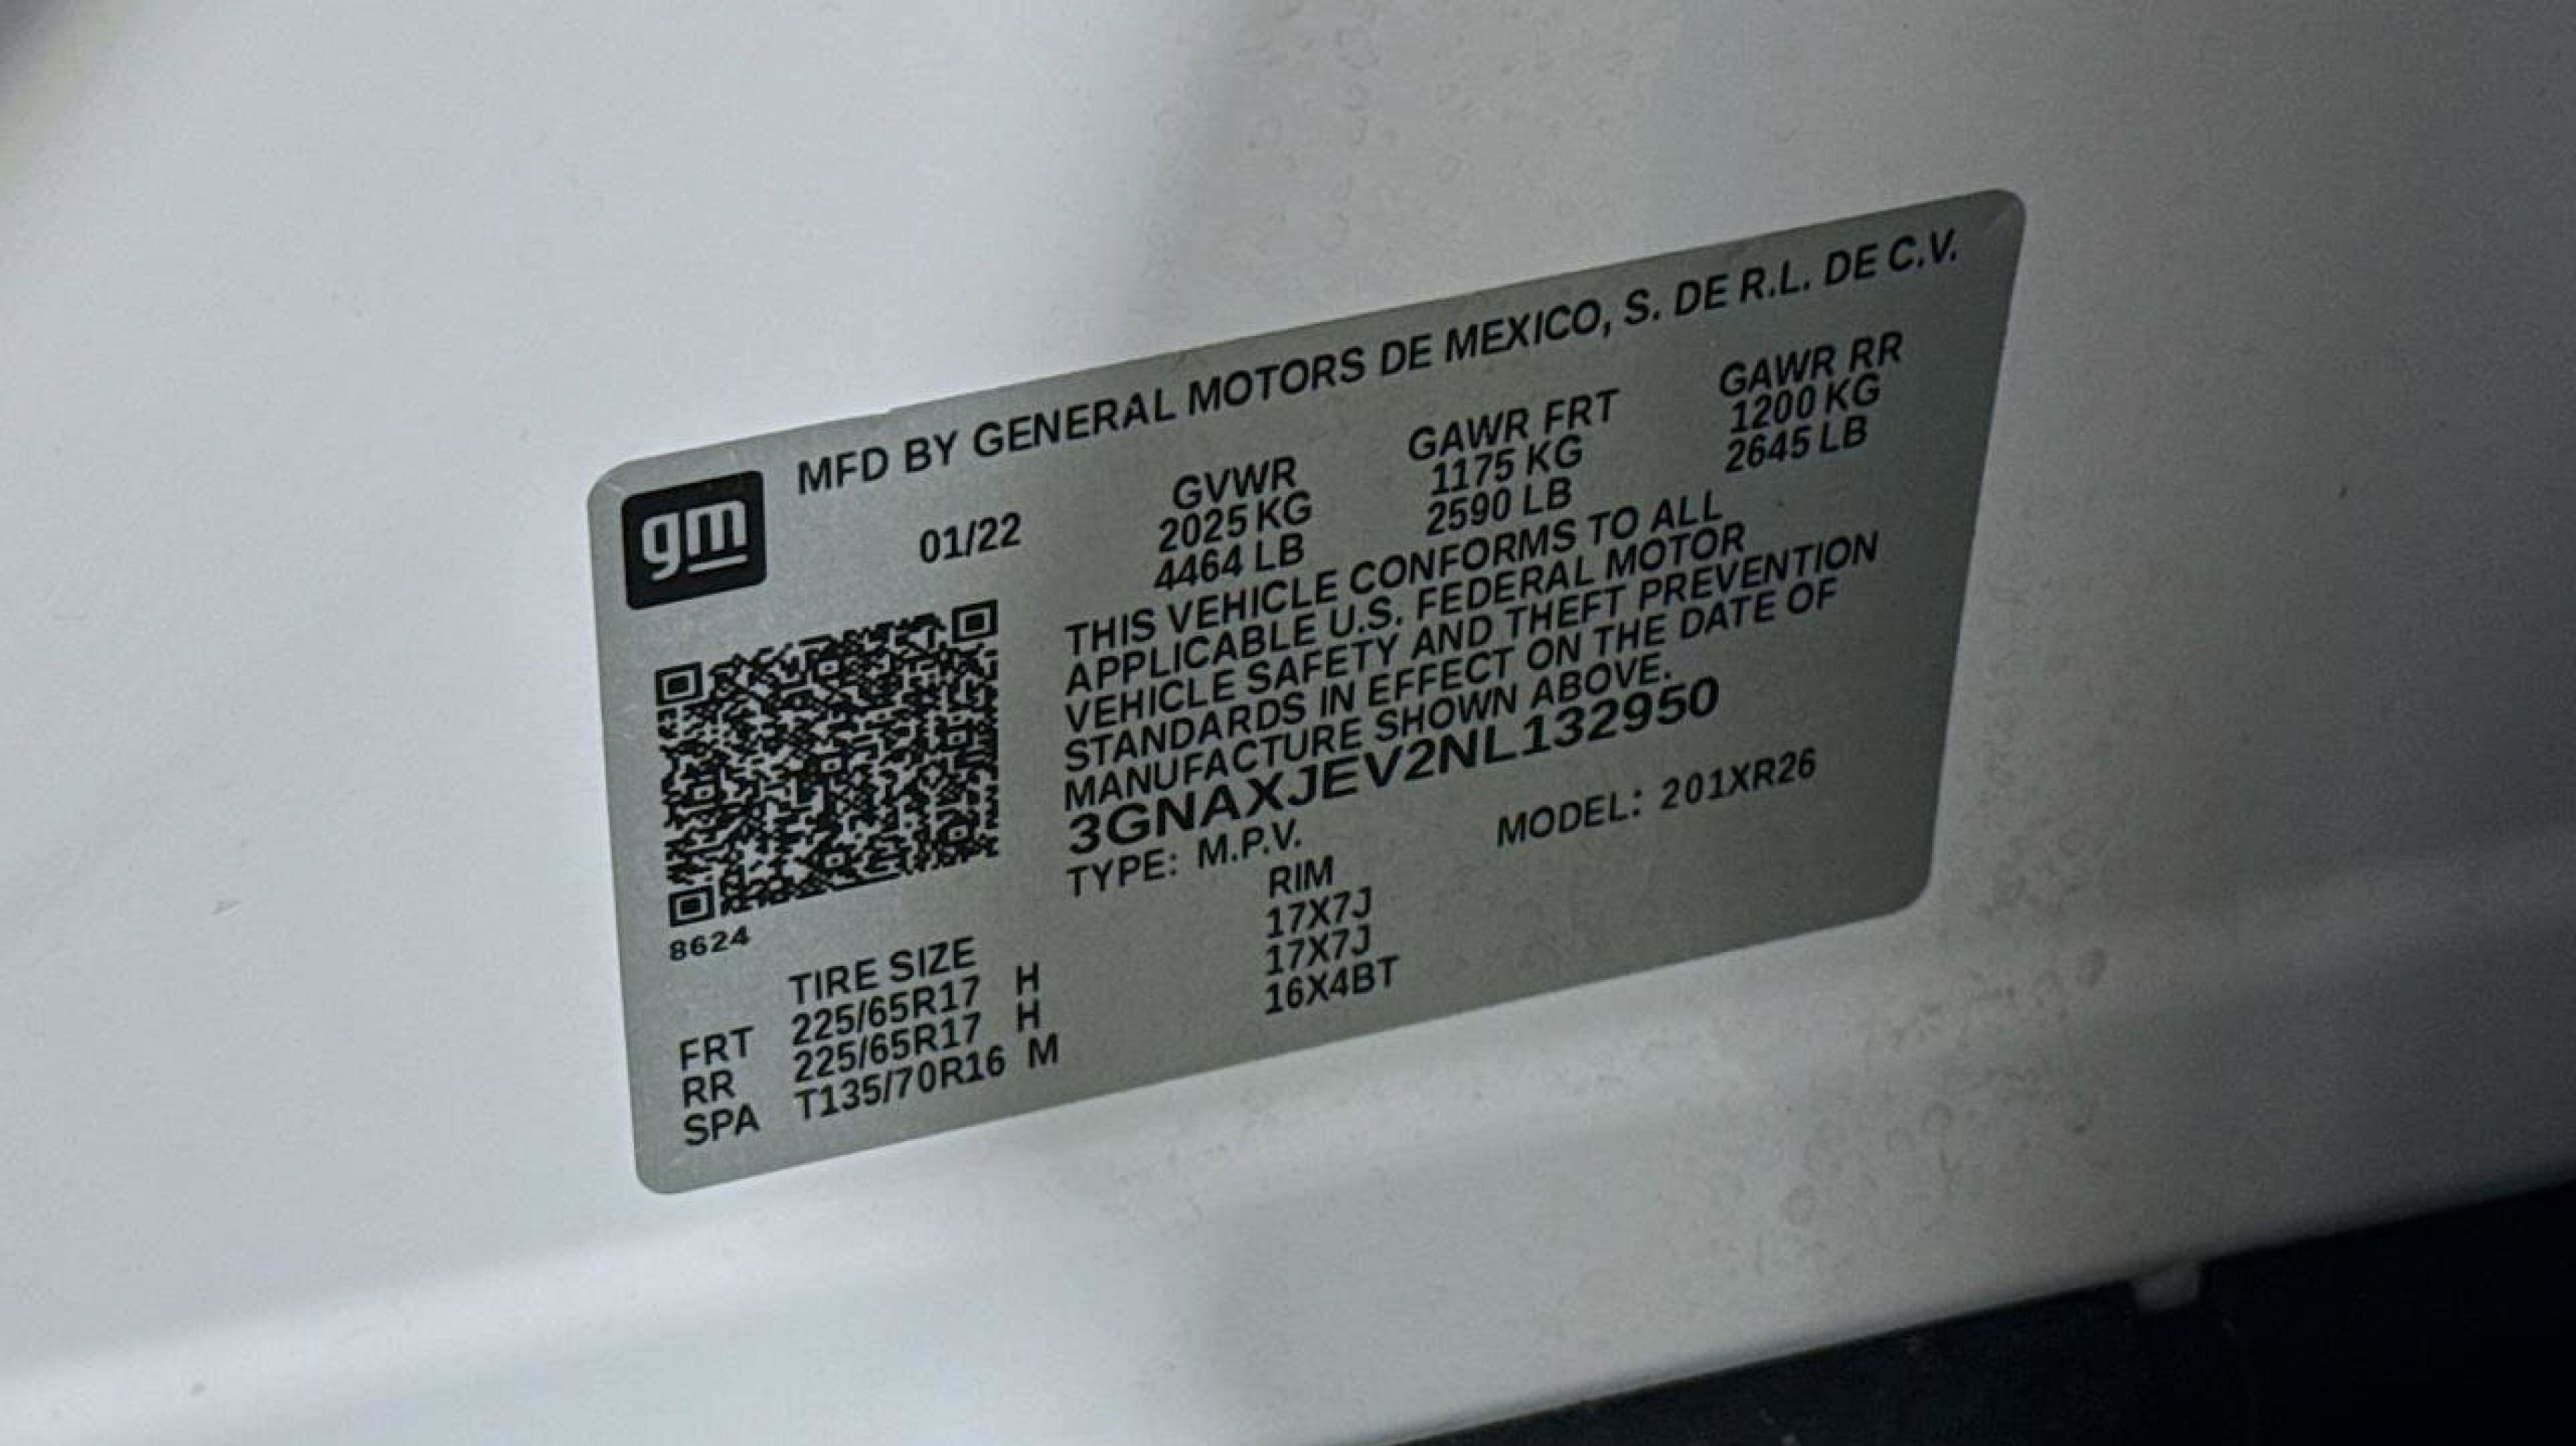 gm
MFD BY GENERAL MOTORS DE MEXICO, S. DE R.L. DE C.V.
01/22 GVWR GAWR FRT GAWR RR
2025 KG 1175 KG 1200 KG
4464 LB 2590 LB 2645 LB
THIS VEHICLE CONFORMS TO ALL
APPLICABLE U.S. FEDERAL MOTOR
VEHICLE SAFETY AND THEFT PREVENTION
STANDARDS IN EFFECT ON THE DATE OF
MANUFACTURE SHOWN ABOVE.
3GNAXJEV2NL132950
TYPE: M.P.V. MODEL: 201XR26
8624
TIRE SIZE RIM
FRT 225/65R17 H 17X7J
RR 225/65R17 H 17X7J
SPA T135/70R16 M 16X4BT